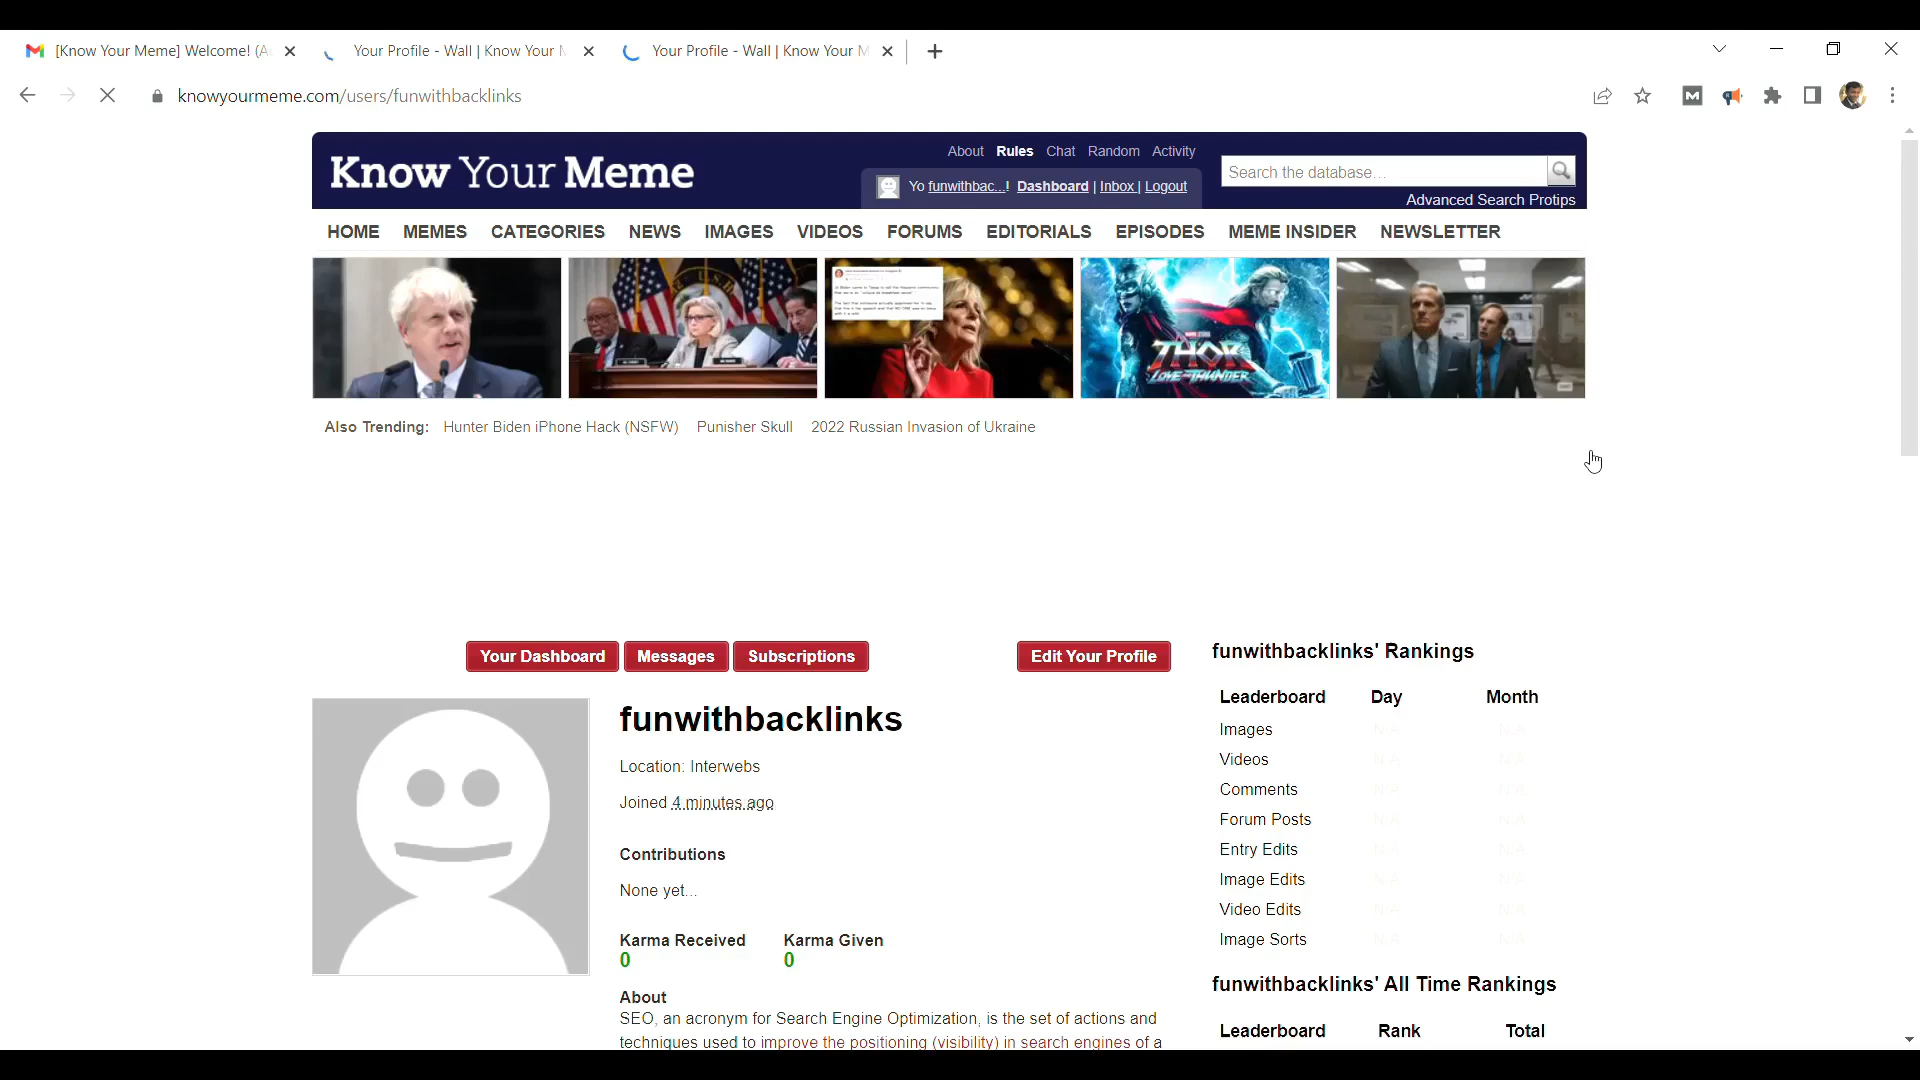 [Know Your Meme] Welcome! (A
Your Profile - Wall | Know Your M
Your Profile - Wall | Know Your M
knowyourmeme.com/users/funwithbacklinks
Know Your Meme
About Rules Chat Random Activity
Yo funwithbac...! Dashboard | Inbox | Logout
Search the database...
Advanced Search Protips
HOME MEMES CATEGORIES NEWS IMAGES VIDEOS FORUMS EDITORIALS EPISODES MEME INSIDER NEWSLETTER
THOR
LOVE AND THUNDER
Also Trending: Hunter Biden iPhone Hack (NSFW) Punisher Skull 2022 Russian Invasion of Ukraine
Your Dashboard Messages Subscriptions Edit Your Profile
funwithbacklinks
Location: Interwebs
Joined 4 minutes ago
Contributions
None yet...
Karma Received Karma Given
0 0
About
SEO, an acronym for Search Engine Optimization, is the set of actions and
techniques used to improve the positioning (visibility) in search engines of a
funwithbacklinks' Rankings
Leaderboard Day Month
Images N/A N/A
Videos N/A N/A
Comments N/A N/A
Forum Posts N/A N/A
Entry Edits N/A N/A
Image Edits N/A N/A
Video Edits N/A N/A
Image Sorts N/A N/A
funwithbacklinks' All Time Rankings
Leaderboard Rank Total